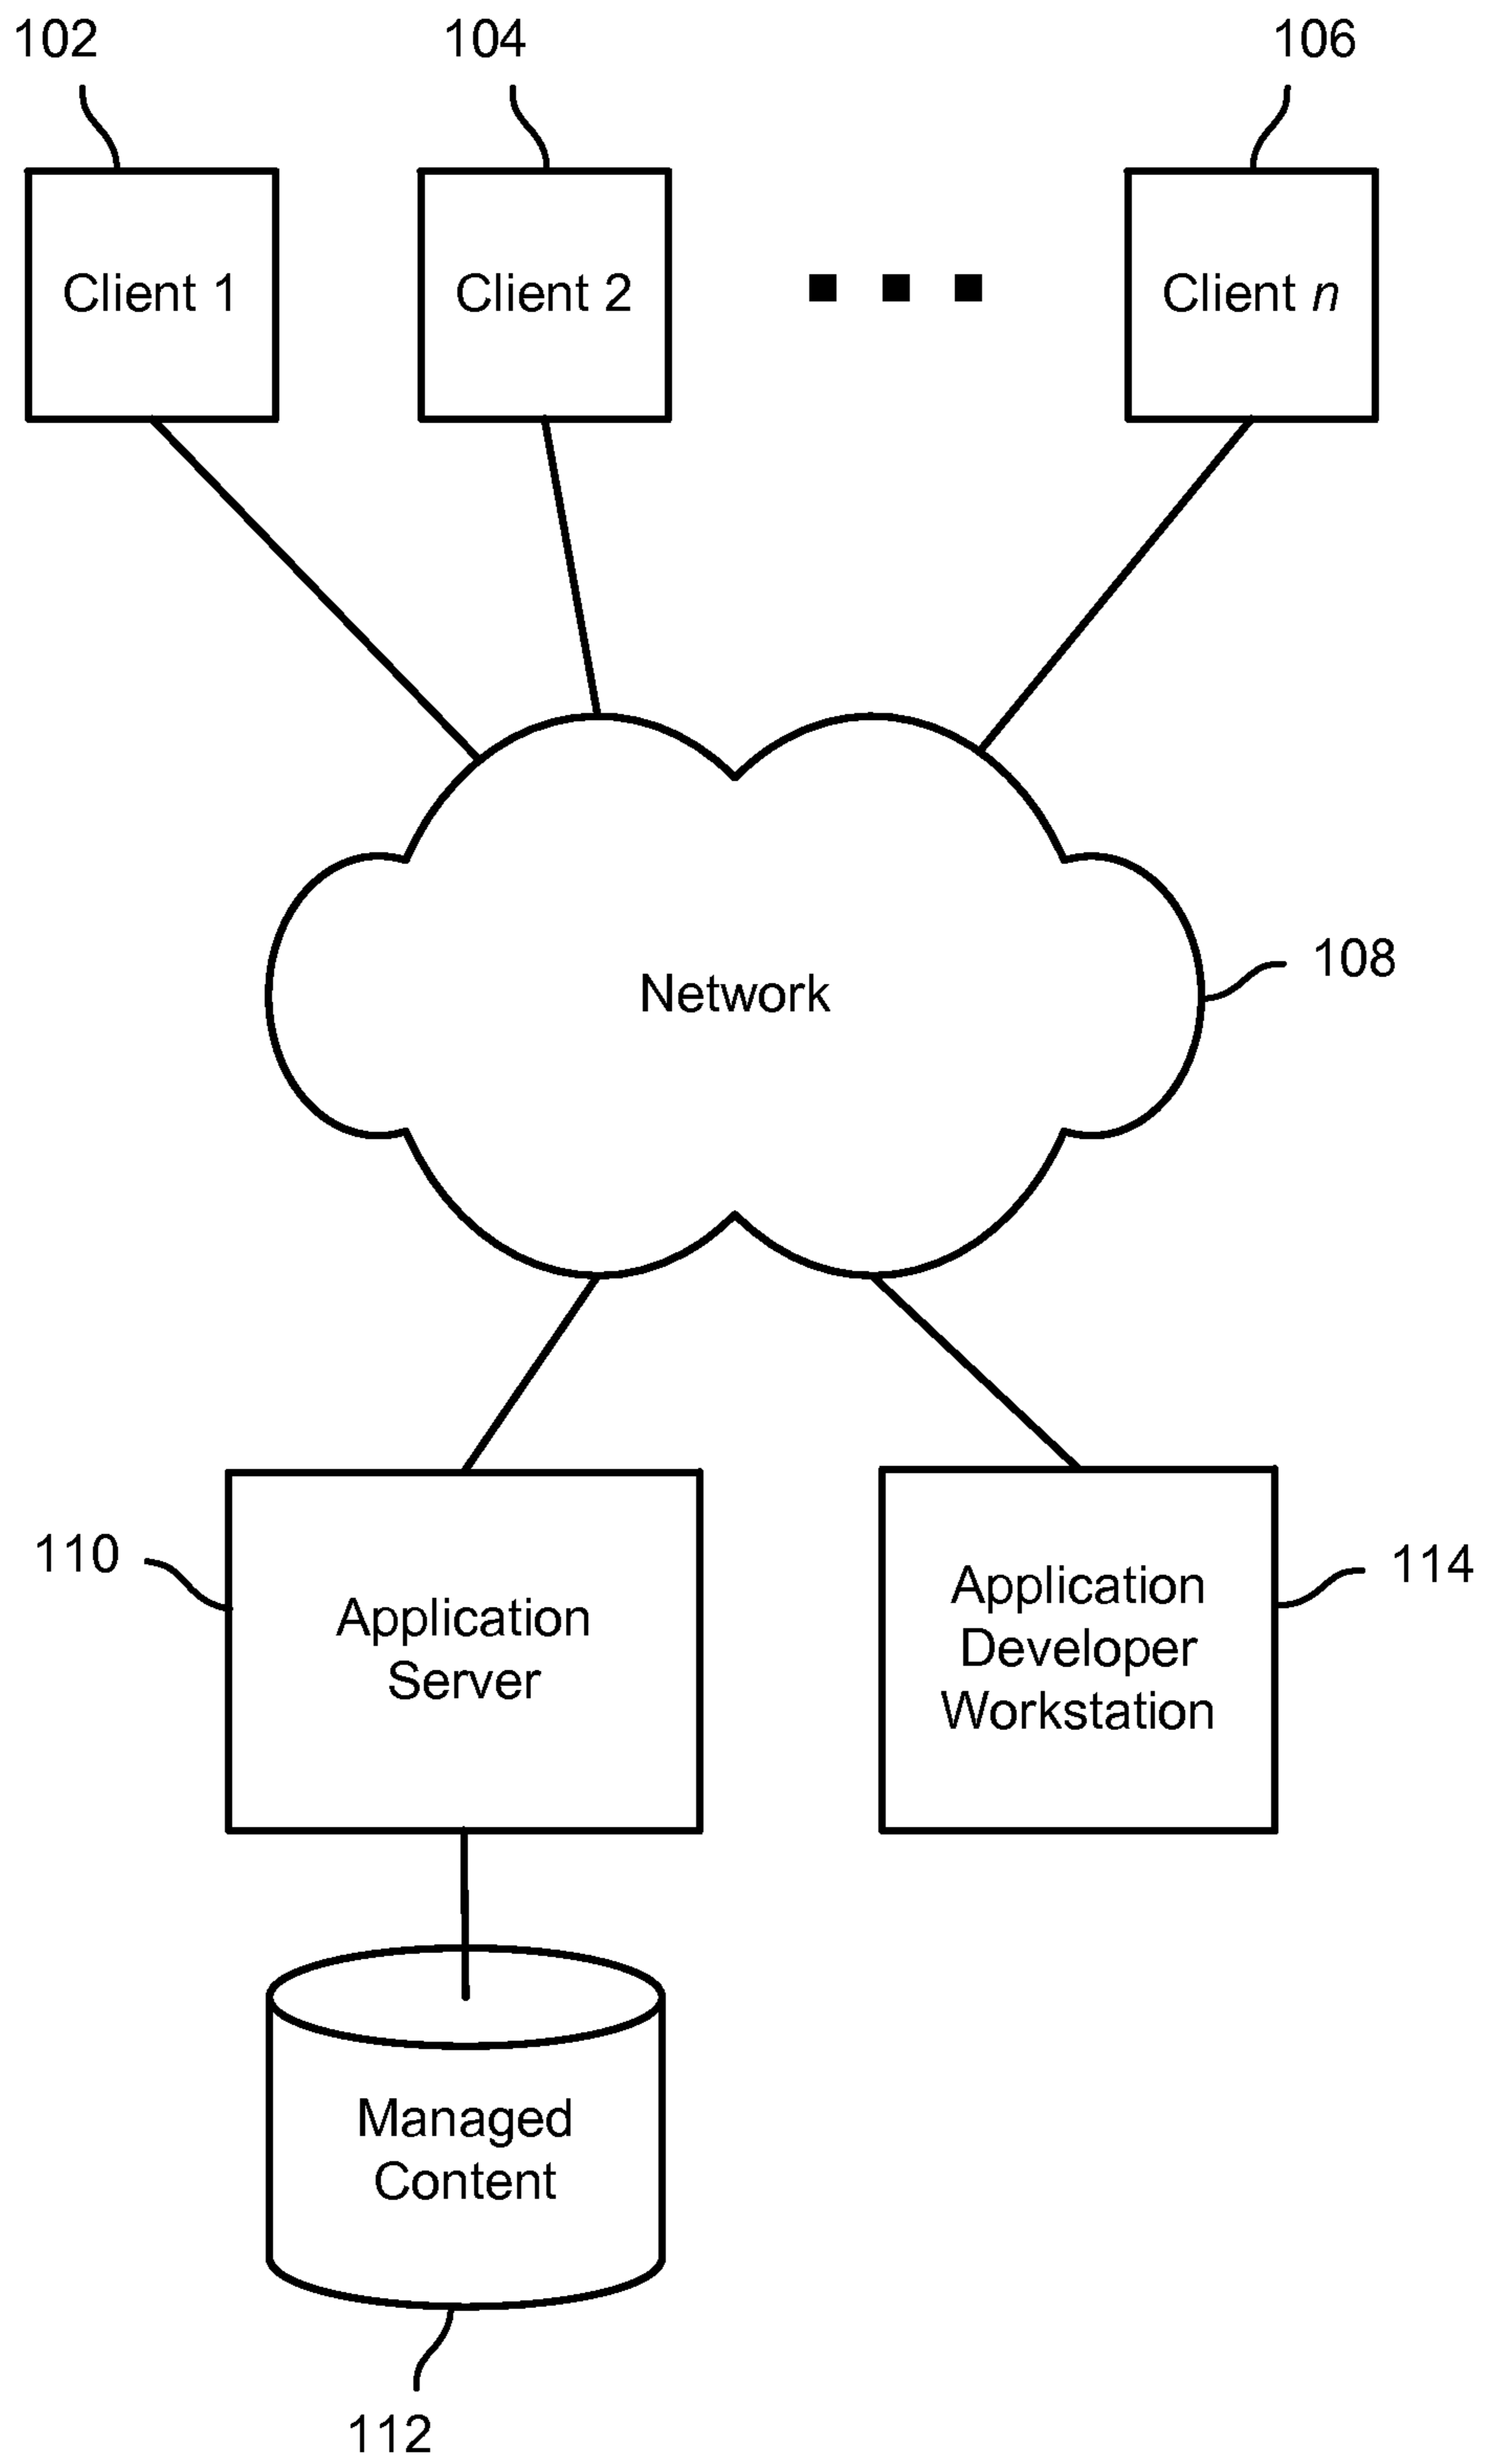 102
104
106
Client 1
Client 2
Client n
Network
108
110
Application
Server
Application
Developer
Workstation
114
Managed
Content
112